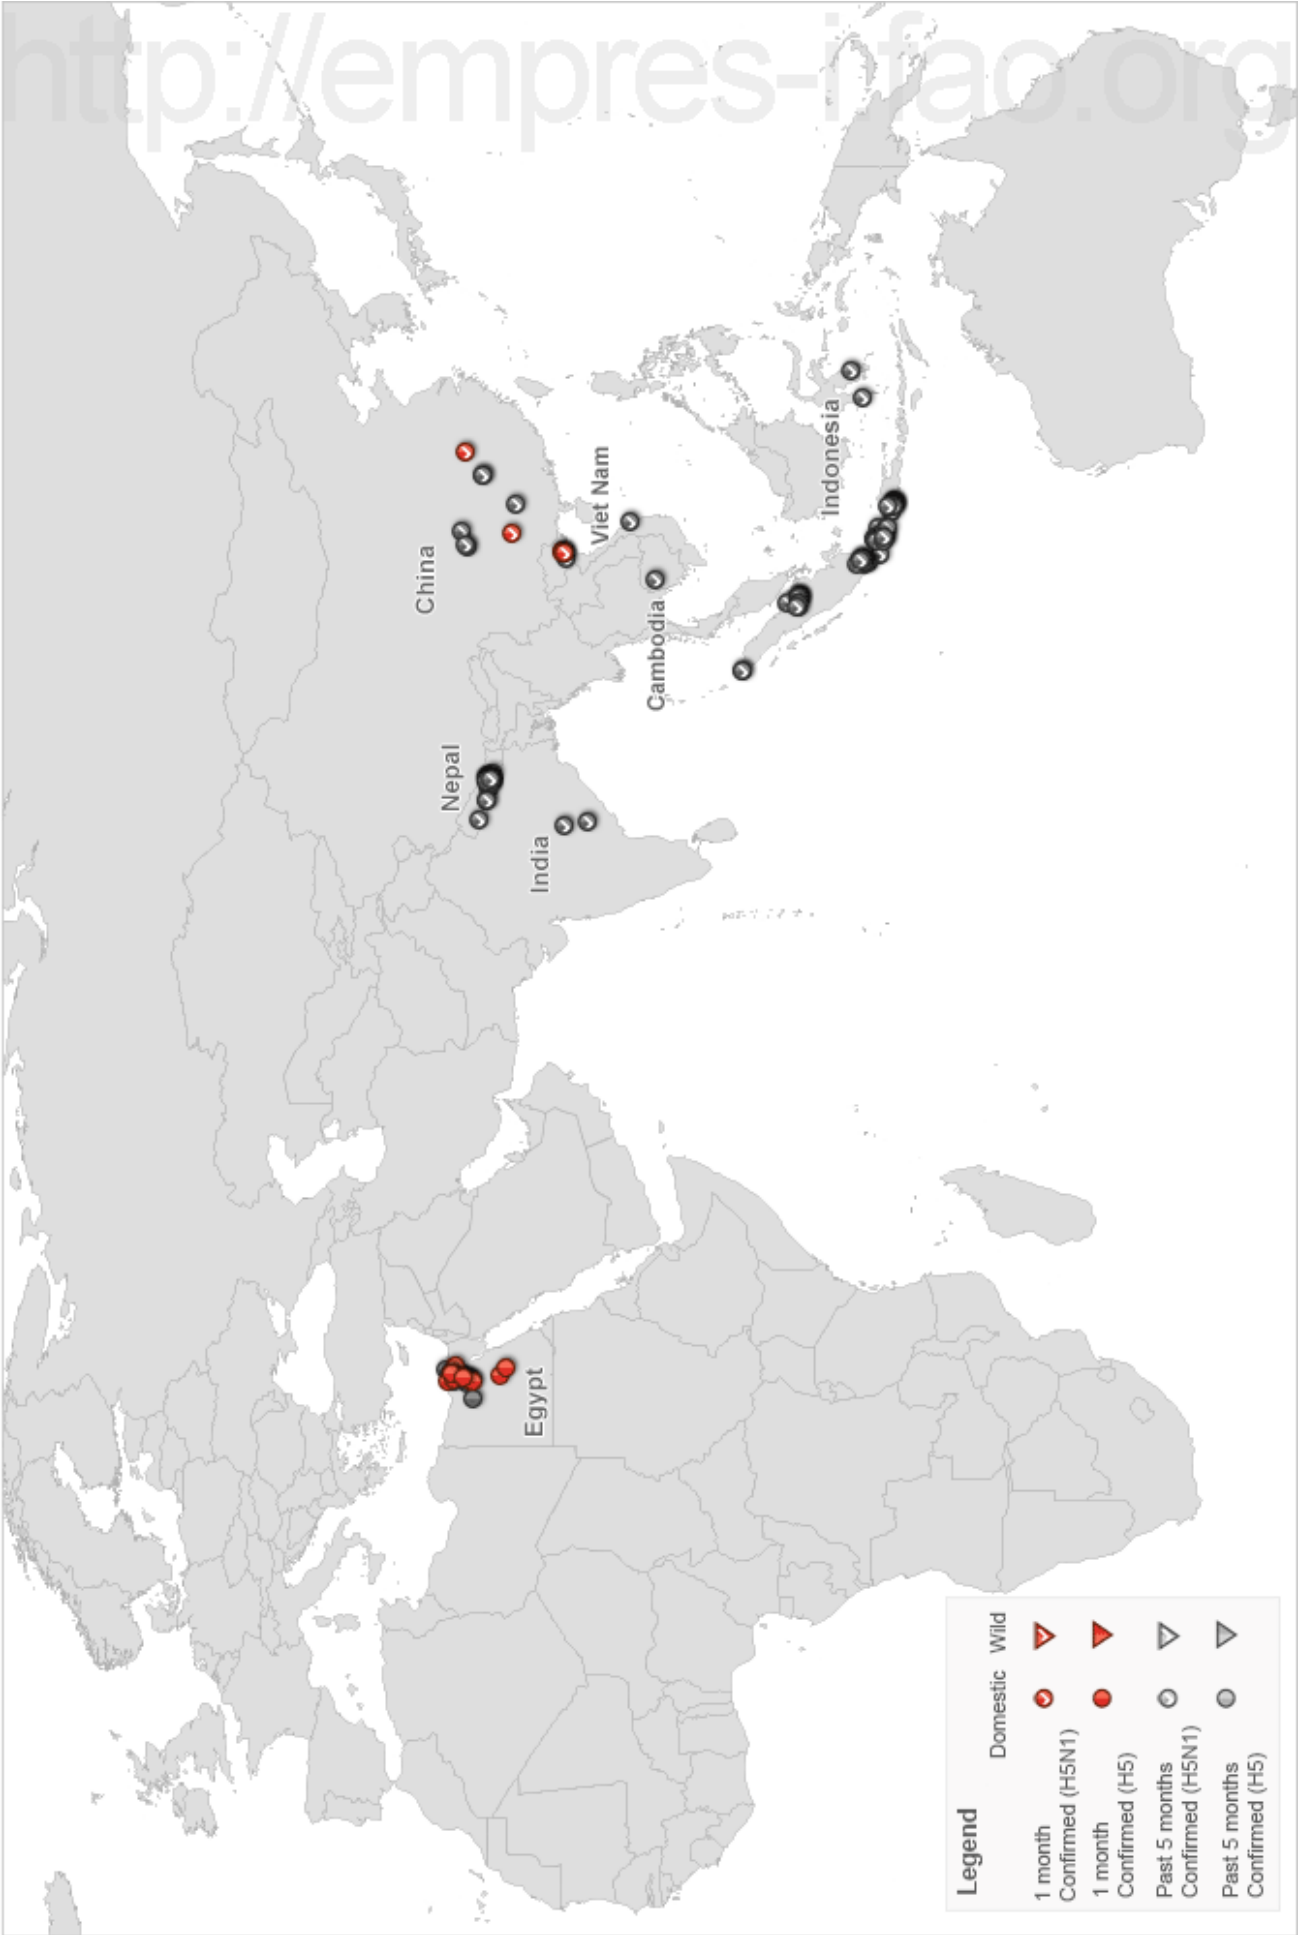 http://empres-i.fao.org
China
Viet Nam
Cambodia
Indonesia
Nepal
India
Egypt
Legend
Domestic Wild
1 month
Confirmed (H5N1)
1 month
Confirmed (H5)
Past 5 months
Confirmed (H5N1)
Past 5 months
Confirmed (H5)